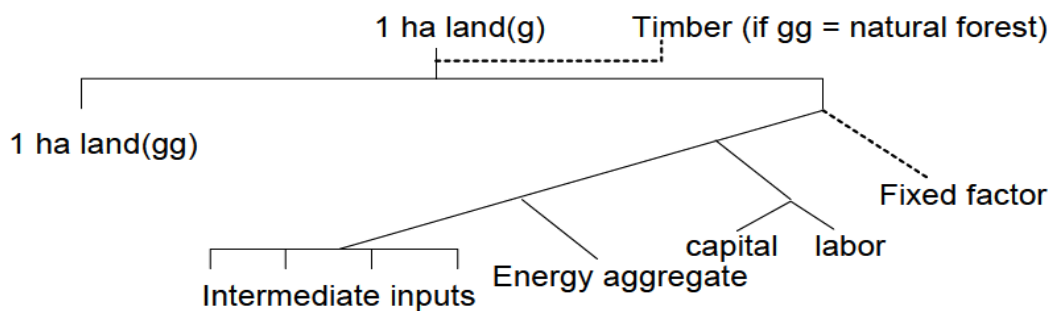 1 ha land(g)
Timber (if gg = natural forest)
1 ha land(gg)
Fixed factor
capital
labor
Energy aggregate
Intermediate inputs